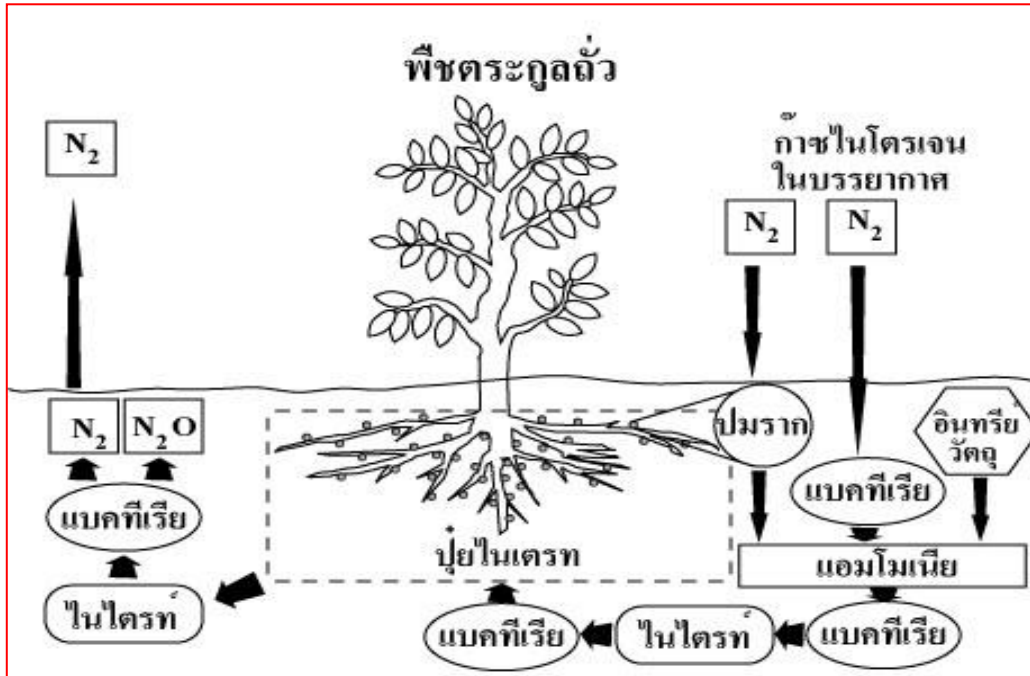 พืชตระกูลถั่ว
N₂
ก๊าซไนโตรเจน
ในบรรยากาศ
N₂
N₂
N₂
N₂O
ปมราก
อินทรีย์
วัตถุ
แบคทีเรีย
แบคทีเรีย
ปุ๋ยไนเตรท
แอมโมเนีย
ไนไตรท์
แบคทีเรีย
ไนไตรท์
แบคทีเรีย